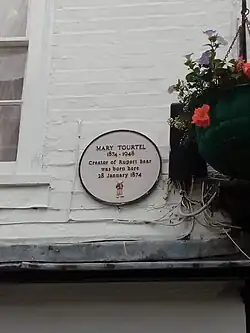 MARY TOURTEL
1874 - 1948
Creator of Rupert Bear
was born here
28 January 1874